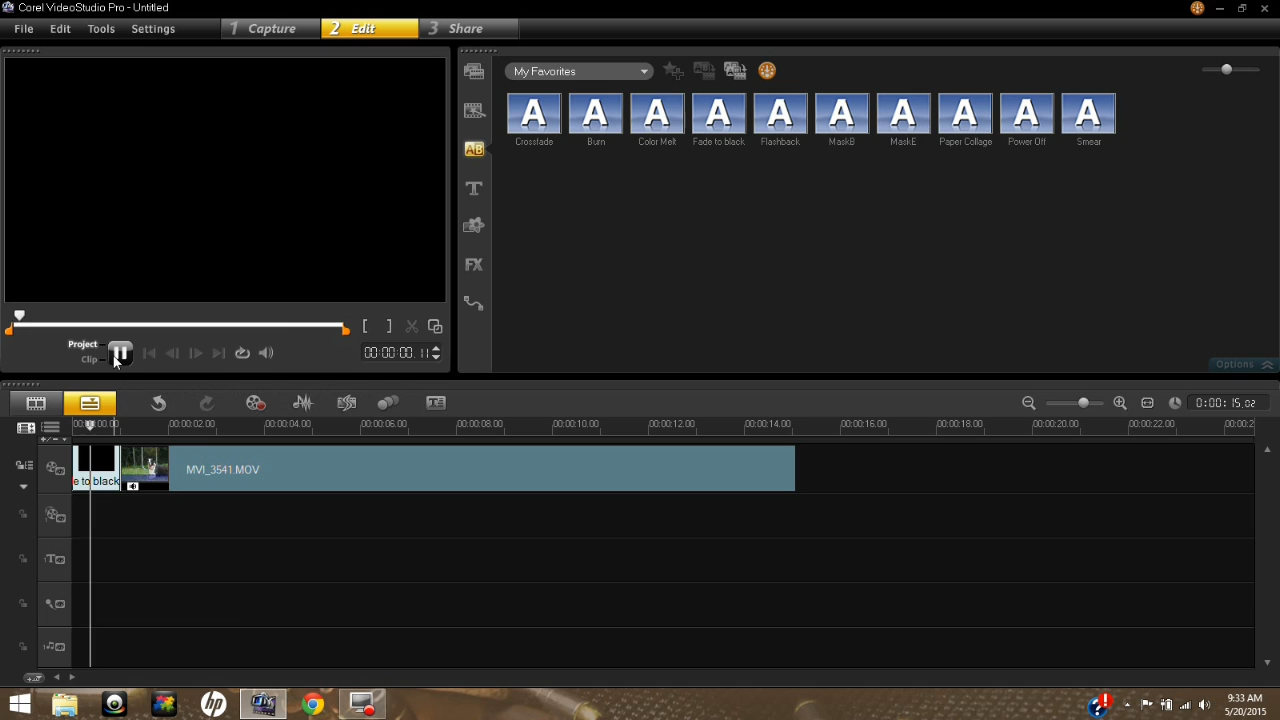 Corel VideoStudio Pro - Untitled
File Edit Tools Settings 1 Capture 2 Edit 3 Share
My Favorites
A A A A A A A A A A
Crossfade Burn Color Melt Fade to black Flashback MaskB MaskE Paper Collage Power Off Smear
AB
T
FX
Project
Clip
[ ] 00:00:00. 11
Options
0:00: 15.02
00:00:00.00 00:00:02.00 00:00:04.00 00:00:06.00 00:00:08.00 00:00:10.00 00:00:12.00 00:00:14.00 00:00:16.00 00:00:18.00 00:00:20.00 00:00:22.00 00:00:2
MVI_3541.MOV
e to black
9:33 AM
5/20/2015